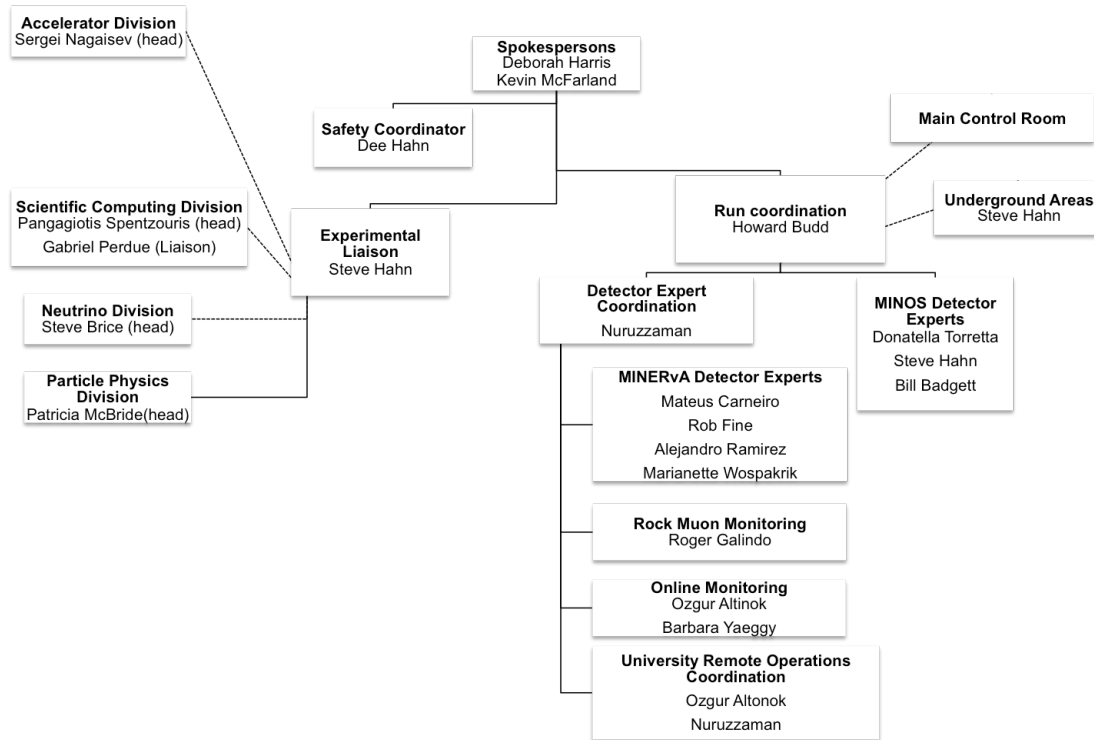 Accelerator Division
Sergei Nagaisev (head)
Spokespersons
Deborah Harris
Kevin McFarland
Safety Coordinator
Dee Hahn
Main Control Room
Scientific Computing Division
Pangagiotis Spentzouris (head)
Gabriel Perdue (Liaison)
Experimental
Liaison
Steve Hahn
Run coordination
Howard Budd
Underground Areas
Steve Hahn
Neutrino Division
Steve Brice (head)
Detector Expert
Coordination
Nuruzzaman
MINOS Detector
Experts
Donatella Torretta
Steve Hahn
Bill Badgett
Particle Physics
Division
Patricia McBride(head)
MINERvA Detector Experts
Mateus Carneiro
Rob Fine
Alejandro Ramirez
Marianette Wospakrik
Rock Muon Monitoring
Roger Galindo
Online Monitoring
Ozgur Altinok
Barbara Yaeggy
University Remote Operations
Coordination
Ozgur Altonok
Nuruzzaman